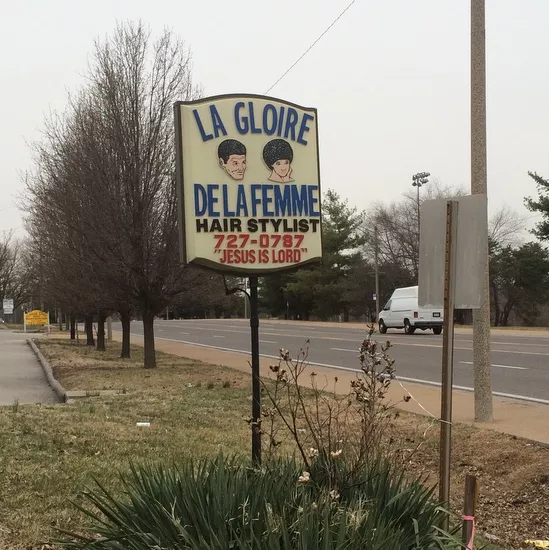 LA GLOIRE
DE LA FEMME
HAIR STYLIST
727-0787
"JESUS IS LORD"